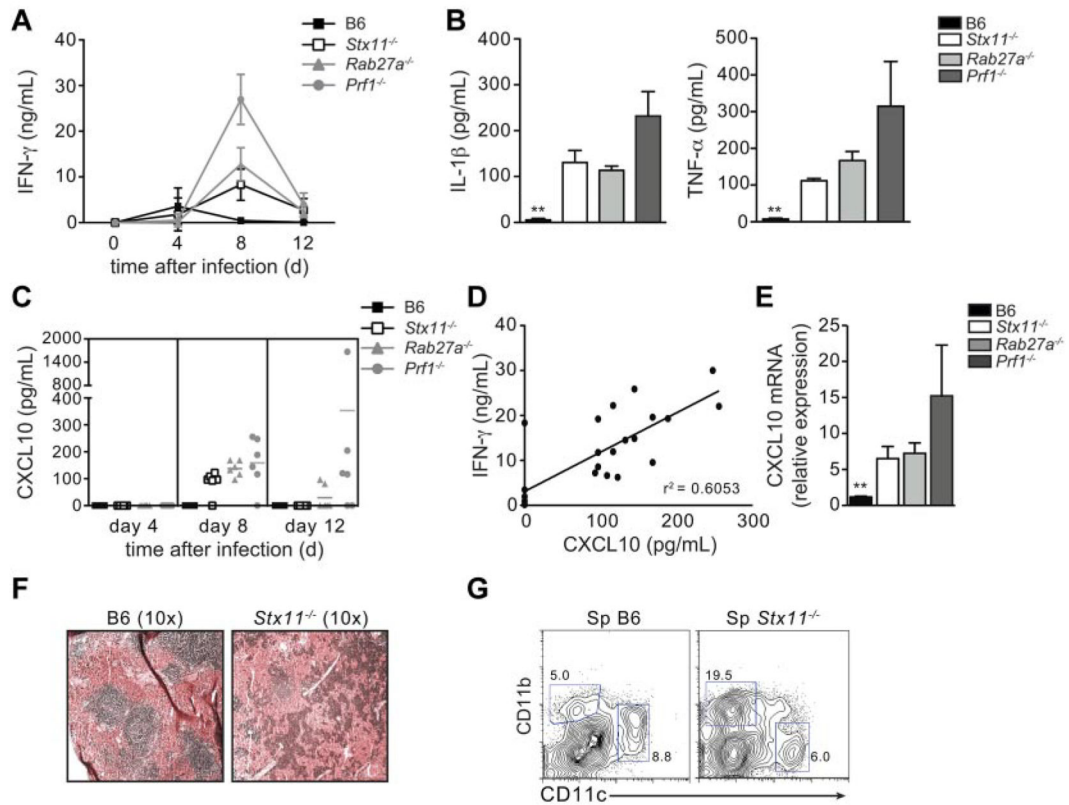 A
IFN-γ (ng/mL)
40
30
20
10
0
0 4 8 12
time after infection (d)
B6
Stx11-/-
Rab27a-/-
Prf1-/-
B
IL-1β (pg/mL)
400
300
200
100
0
**
TNF-α (pg/mL)
500
400
300
200
100
0
**
B6
Stx11-/-
Rab27a-/-
Prf1-/-
C
CXCL10 (pg/mL)
2000
1400
800
400
300
200
100
0
day 4 day 8 day 12
time after infection (d)
B6
Stx11-/-
Rab27a-/-
Prf1-/-
D
IFN-γ (ng/mL)
40
30
20
10
0
r² = 0.6053
0 100 200 300
CXCL10 (pg/mL)
E
CXCL10 mRNA
(relative expression)
25
20
15
10
5
0
**
B6
Stx11-/-
Rab27a-/-
Prf1-/-
F
B6 (10x) Stx11-/- (10x)
G
Sp B6 Sp Stx11-/-
5.0
8.8
19.5
6.0
CD11b
CD11c